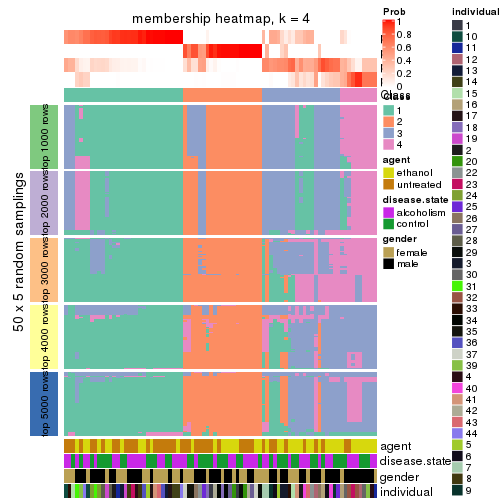 membership heatmap, k = 4
Prob
1
0.8
0.6
0.4
0.2
0
Class
1
2
3
4
agent
ethanol
untreated
disease.state
alcoholism
control
gender
female
male
individual
1
10
11
12
13
14
15
16
17
18
19
2
20
22
23
24
25
26
27
28
29
3
30
31
32
33
34
35
36
37
39
4
40
41
42
43
44
5
6
7
8
9
50 x 5 random samplings
top 1000 rows
top 2000 rows
top 3000 rows
top 4000 rows
top 5000 rows
agent
disease.state
gender
individual